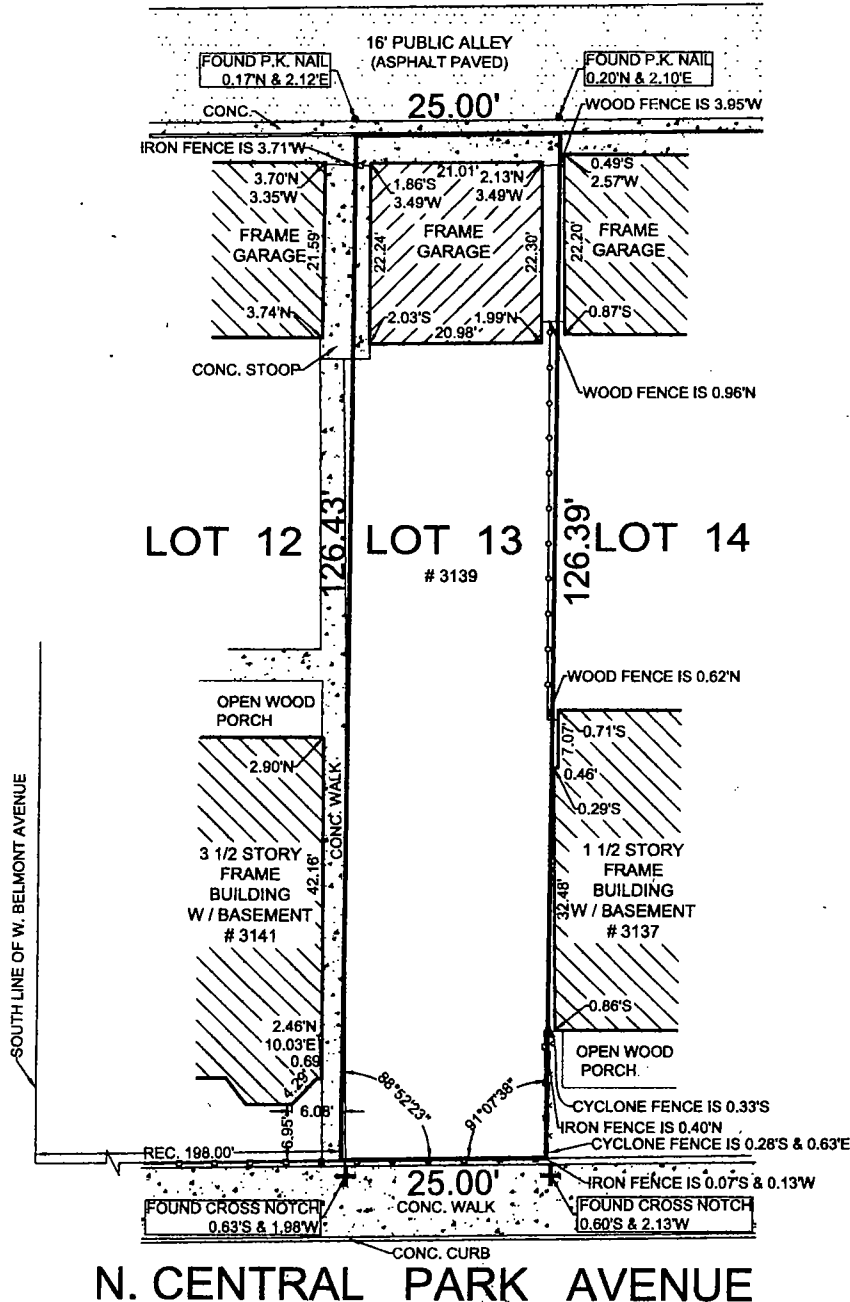 16' PUBLIC ALLEY
(ASPHALT PAVED)
FOUND P.K. NAIL
0.17'N & 2.12'E
FOUND P.K. NAIL
0.20'N & 2.10'E
CONC.
25.00'
WOOD FENCE IS 3.95'W
IRON FENCE IS 3.71'W
3.70'N
3.35'W
1.86'S
3.49'W
21.01'
2.13'N
3.49'W
0.49'S
2.57'W
FRAME
GARAGE
21.59'
22.24'
FRAME
GARAGE
22.30'
22.20'
FRAME
GARAGE
3.74'N
2.03'S
1.99'N
0.87'S
20.98'
CONC. STOOP
WOOD FENCE IS 0.96'N
LOT 12
126.43'
LOT 13
# 3139
126.39'
LOT 14
WOOD FENCE IS 0.62'N
OPEN WOOD
PORCH
0.71'S
7.07'
2.90'N
0.46'
0.29'S
SOUTH LINE OF W. BELMONT AVENUE
CONC. WALK
3 1/2 STORY
FRAME
BUILDING
W / BASEMENT
# 3141
42.16'
1 1/2 STORY
FRAME
BUILDING
W / BASEMENT
# 3137
32.48'
0.86'S
2.46'N
10.03'E
0.69
4.29'
OPEN WOOD
PORCH
88°52'23"
91°07'38"
6.08'
6.95'
CYCLONE FENCE IS 0.33'S
IRON FENCE IS 0.40'N
CYCLONE FENCE IS 0.28'S & 0.63'E
REC. 198.00'
IRON FENCE IS 0.07'S & 0.13'W
25.00'
CONC. WALK
FOUND CROSS NOTCH
0.63'S & 1.98'W
FOUND CROSS NOTCH
0.60'S & 2.13'W
CONC. CURB
N. CENTRAL PARK AVENUE